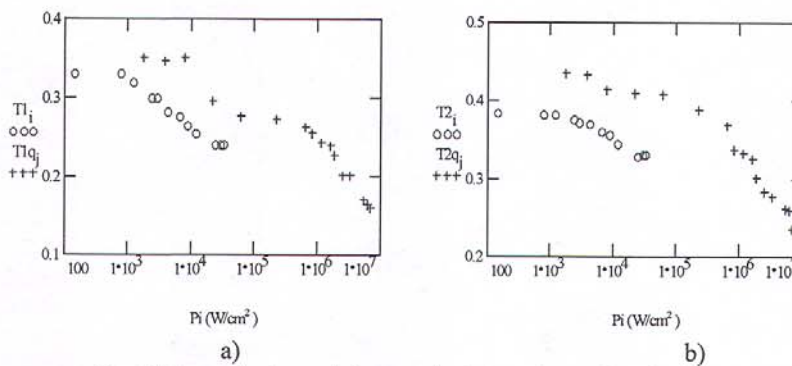 0.4
0.3
0.2
0.1
T1i
ooo
T1qj
+++
100 1•10³ 1•10⁴ 1•10⁵ 1•10⁶ 1•10⁷
Pi (W/cm²)
a)
0.5
0.4
0.3
0.2
T2i
ooo
T2qj
+++
100 1•10³ 1•10⁴ 1•10⁵ 1•10⁶
Pi (W/cm²)
b)